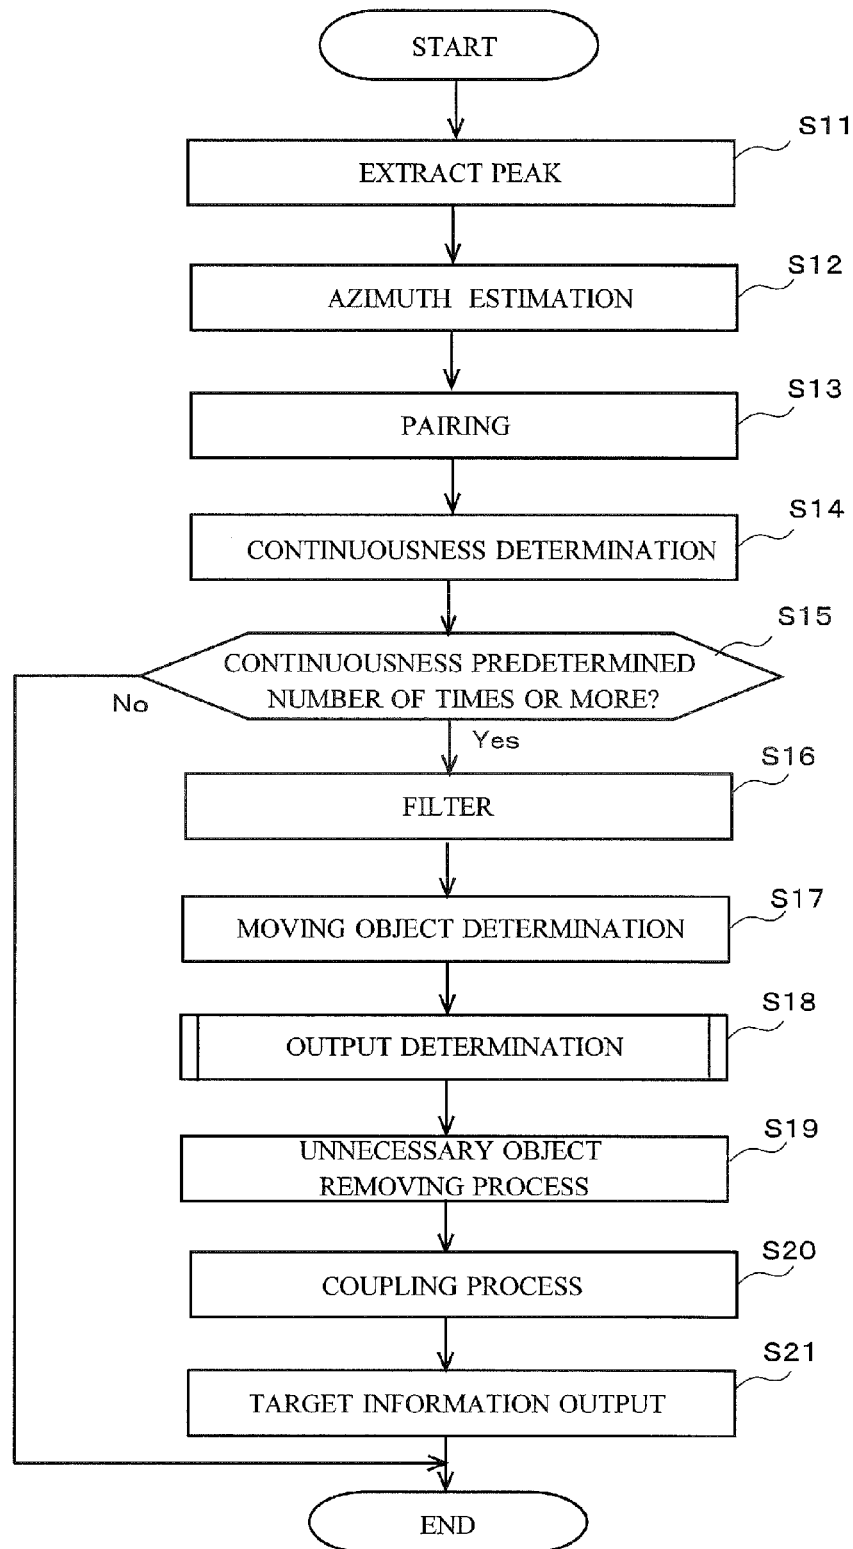 START
S11
EXTRACT PEAK
S12
AZIMUTH ESTIMATION
S13
PAIRING
S14
CONTINUOUSNESS DETERMINATION
S15
CONTINUOUSNESS PREDETERMINED
NUMBER OF TIMES OR MORE?
No
Yes
S16
FILTER
S17
MOVING OBJECT DETERMINATION
S18
OUTPUT DETERMINATION
S19
UNNECESSARY OBJECT
REMOVING PROCESS
S20
COUPLING PROCESS
S21
TARGET INFORMATION OUTPUT
END